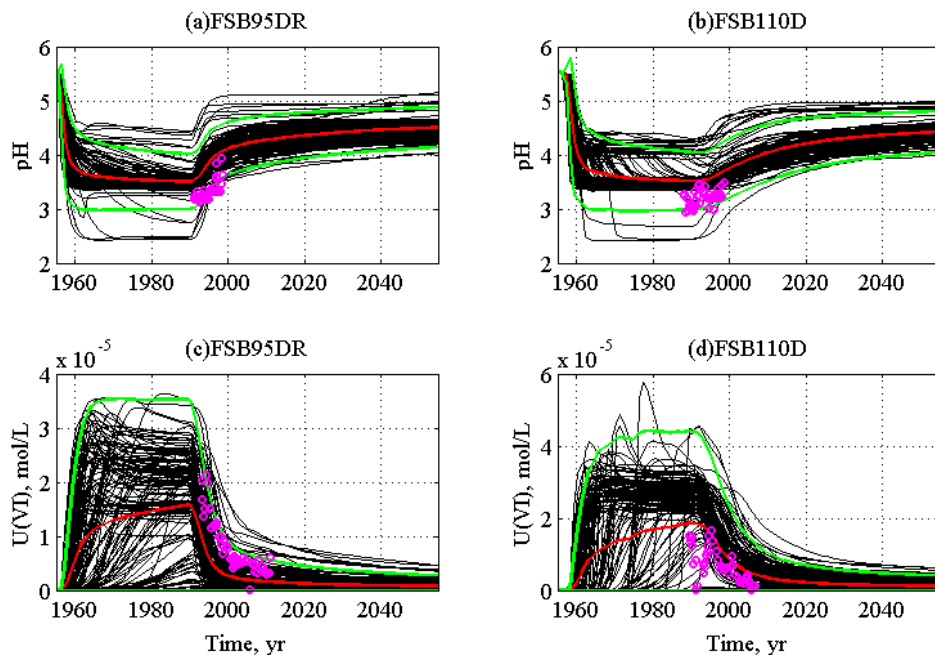 (a)FSB95DR
(b)FSB110D
6
5
4
3
2
pH
1960 1980 2000 2020 2040
6
5
4
3
2
pH
1960 1980 2000 2020 2040
x 10^-5
(c)FSB95DR
x 10^-5
(d)FSB110D
4
3
2
1
0
U(VI), mol/L
1960 1980 2000 2020 2040
Time, yr
6
4
2
0
U(VI), mol/L
1960 1980 2000 2020 2040
Time, yr